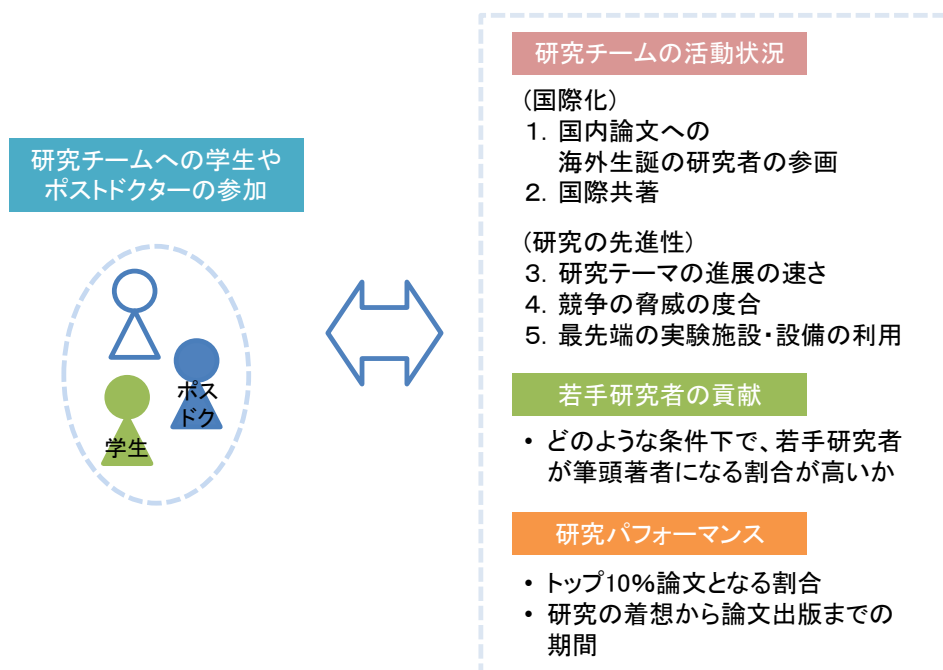 研究チームへの学生や
ポストドクターの参加
ポス
ドク
学生
研究チームの活動状況
(国際化)
1. 国内論文への
海外生誕の研究者の参画
2. 国際共著
(研究の先進性)
3. 研究テーマの進展の速さ
4. 競争の脅威の度合
5. 最先端の実験施設・設備の利用
若手研究者の貢献
• どのような条件下で、若手研究者
が筆頭著者になる割合が高いか
研究パフォーマンス
• トップ10%論文となる割合
• 研究の着想から論文出版までの
期間